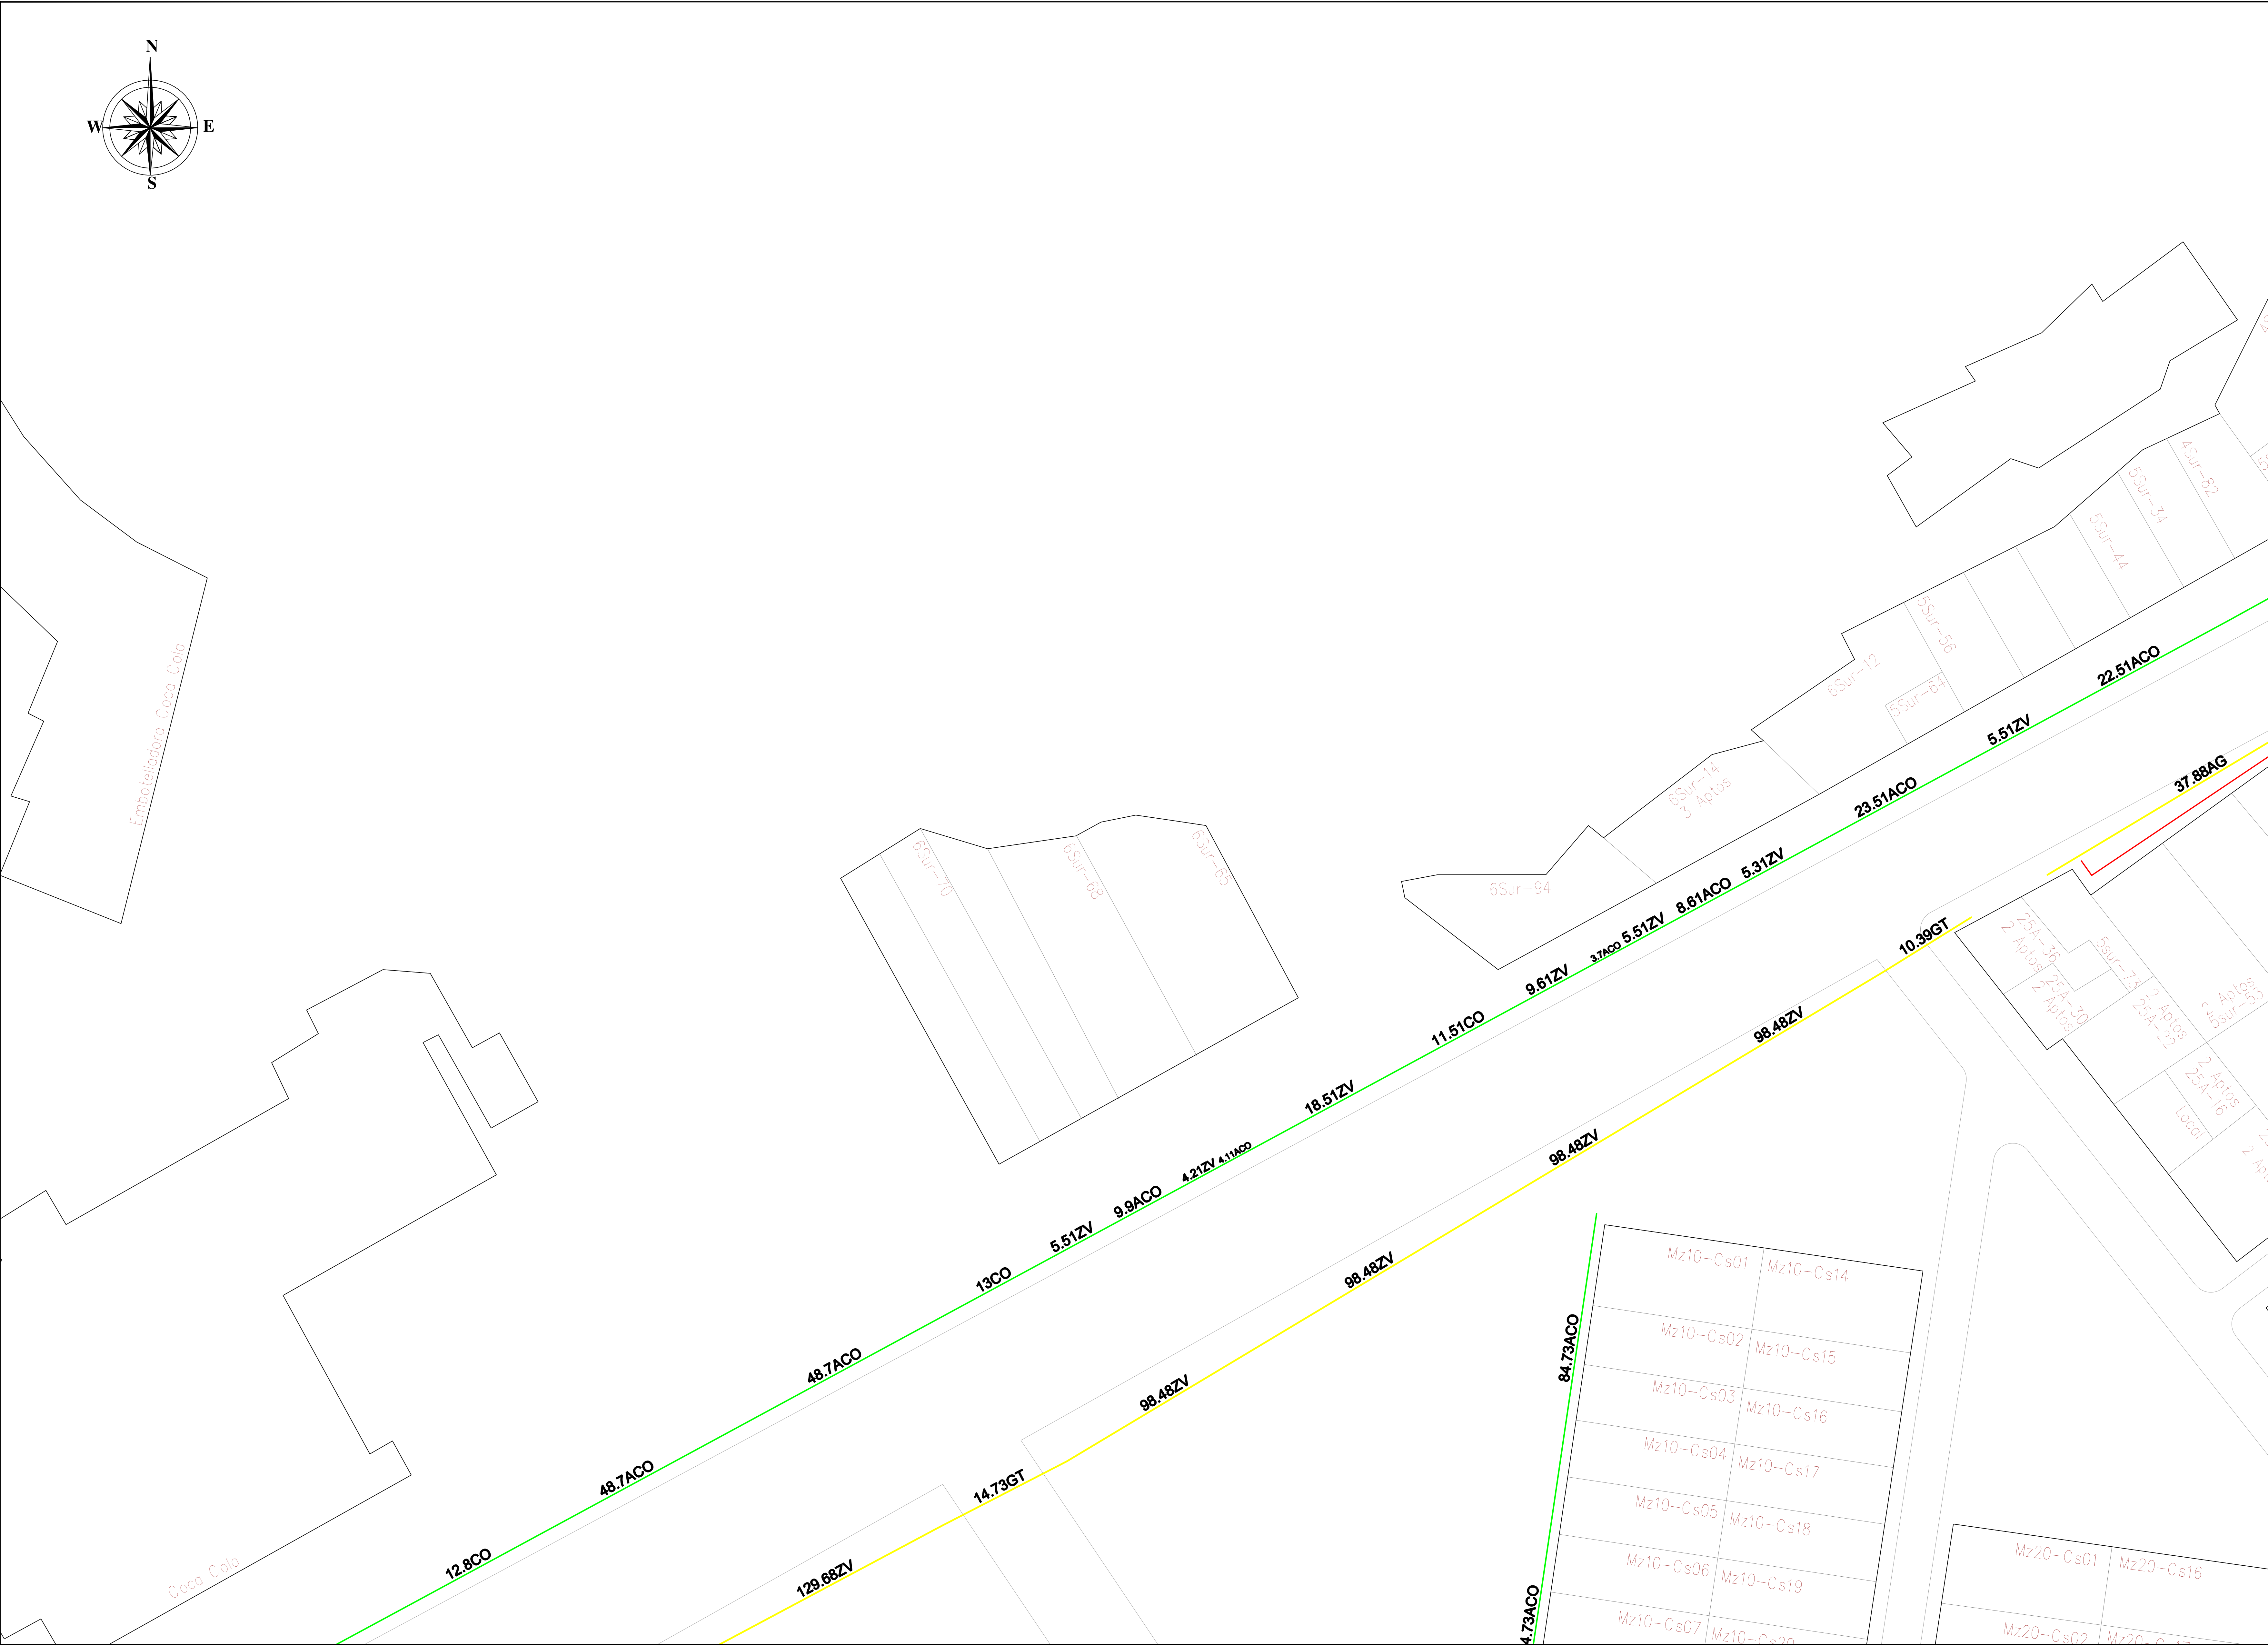 N
W
E
S
Embotelladora Coca Cola
4Sur-82
5Sur-34
5Sur-44
5Sur-56
6Sur-12
5Sur-64
22.51ACO
5.51ZV
37.88AG
6Sur-14
3 Aptos
23.51ACO
6Sur-70
6Sur-68
6Sur-65
6Sur-94
5.31ZV
8.61ACO
5.51ZV
3.7ACO
9.61ZV
10.39GT
25A-36
2 Aptos
25A-30
2 Aptos
5sur-73
2 Aptos
25A-22
2 Aptos
5sur-53
2 Aptos
25A-16
Local
11.51CO
98.48ZV
18.51ZV
98.48ZV
4.21ZV
4.11ACO
9.9ACO
5.51ZV
13CO
98.48ZV
48.7ACO
98.48ZV
48.7ACO
14.73GT
12.8CO
129.68ZV
Coca Cola
84.73ACO
4.73ACO
Mz10-Cs01
Mz10-Cs14
Mz10-Cs02
Mz10-Cs15
Mz10-Cs03
Mz10-Cs16
Mz10-Cs04
Mz10-Cs17
Mz10-Cs05
Mz10-Cs18
Mz10-Cs06
Mz10-Cs19
Mz10-Cs07
Mz10-Cs20
Mz20-Cs01
Mz20-Cs16
Mz20-Cs02